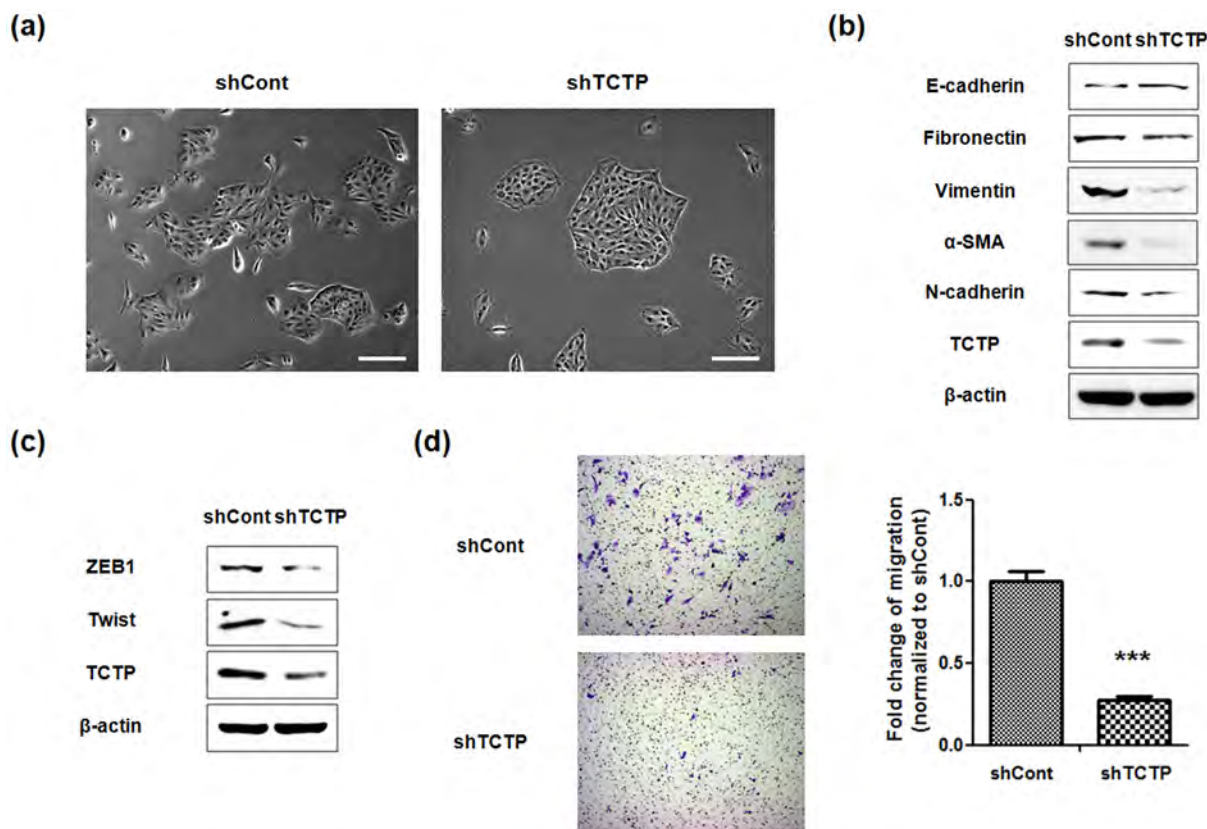 (a)
shCont
shTCTP
(b)
shCont shTCTP
E-cadherin
Fibronectin
Vimentin
α-SMA
N-cadherin
TCTP
β-actin
(c)
shCont shTCTP
ZEB1
Twist
TCTP
β-actin
(d)
shCont
shTCTP
Fold change of migration
(normalized to shCont)
1.5
1.0
0.5
0.0
***
shCont
shTCTP